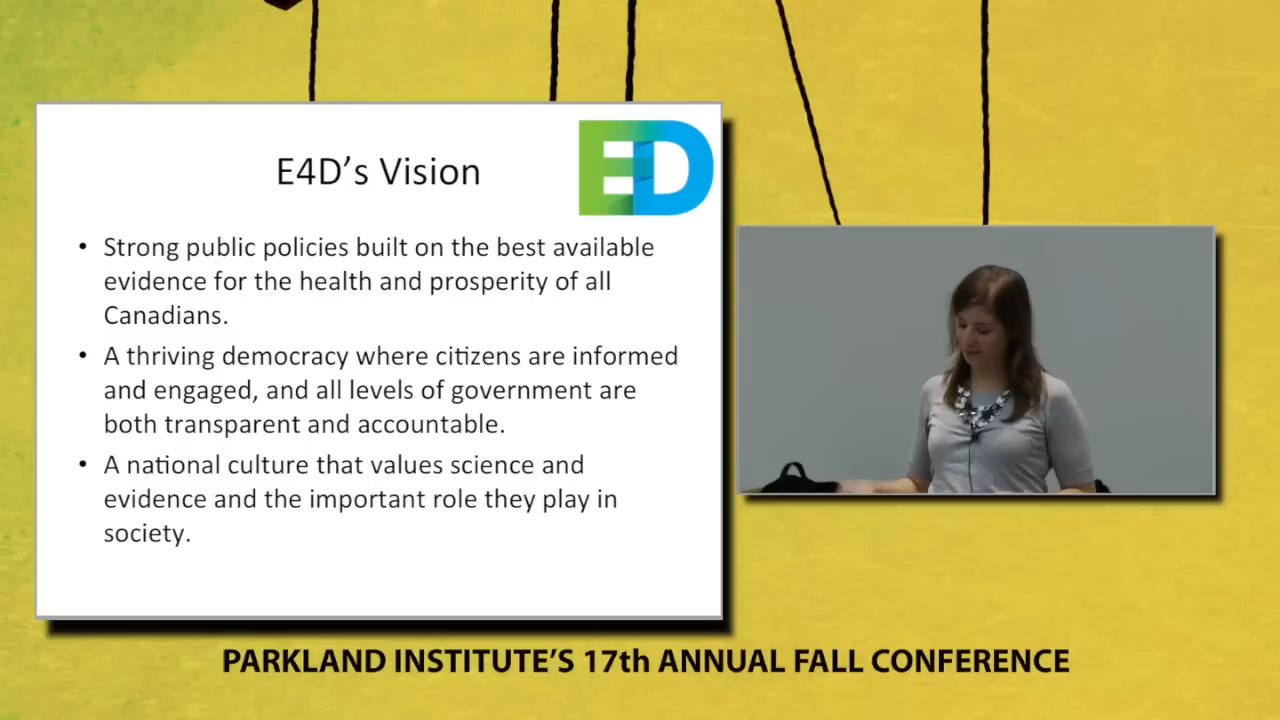 E4D's Vision
ED
• Strong public policies built on the best available
evidence for the health and prosperity of all
Canadians.
• A thriving democracy where citizens are informed
and engaged, and all levels of government are
both transparent and accountable.
• A national culture that values science and
evidence and the important role they play in
society.
PARKLAND INSTITUTE'S 17th ANNUAL FALL CONFERENCE